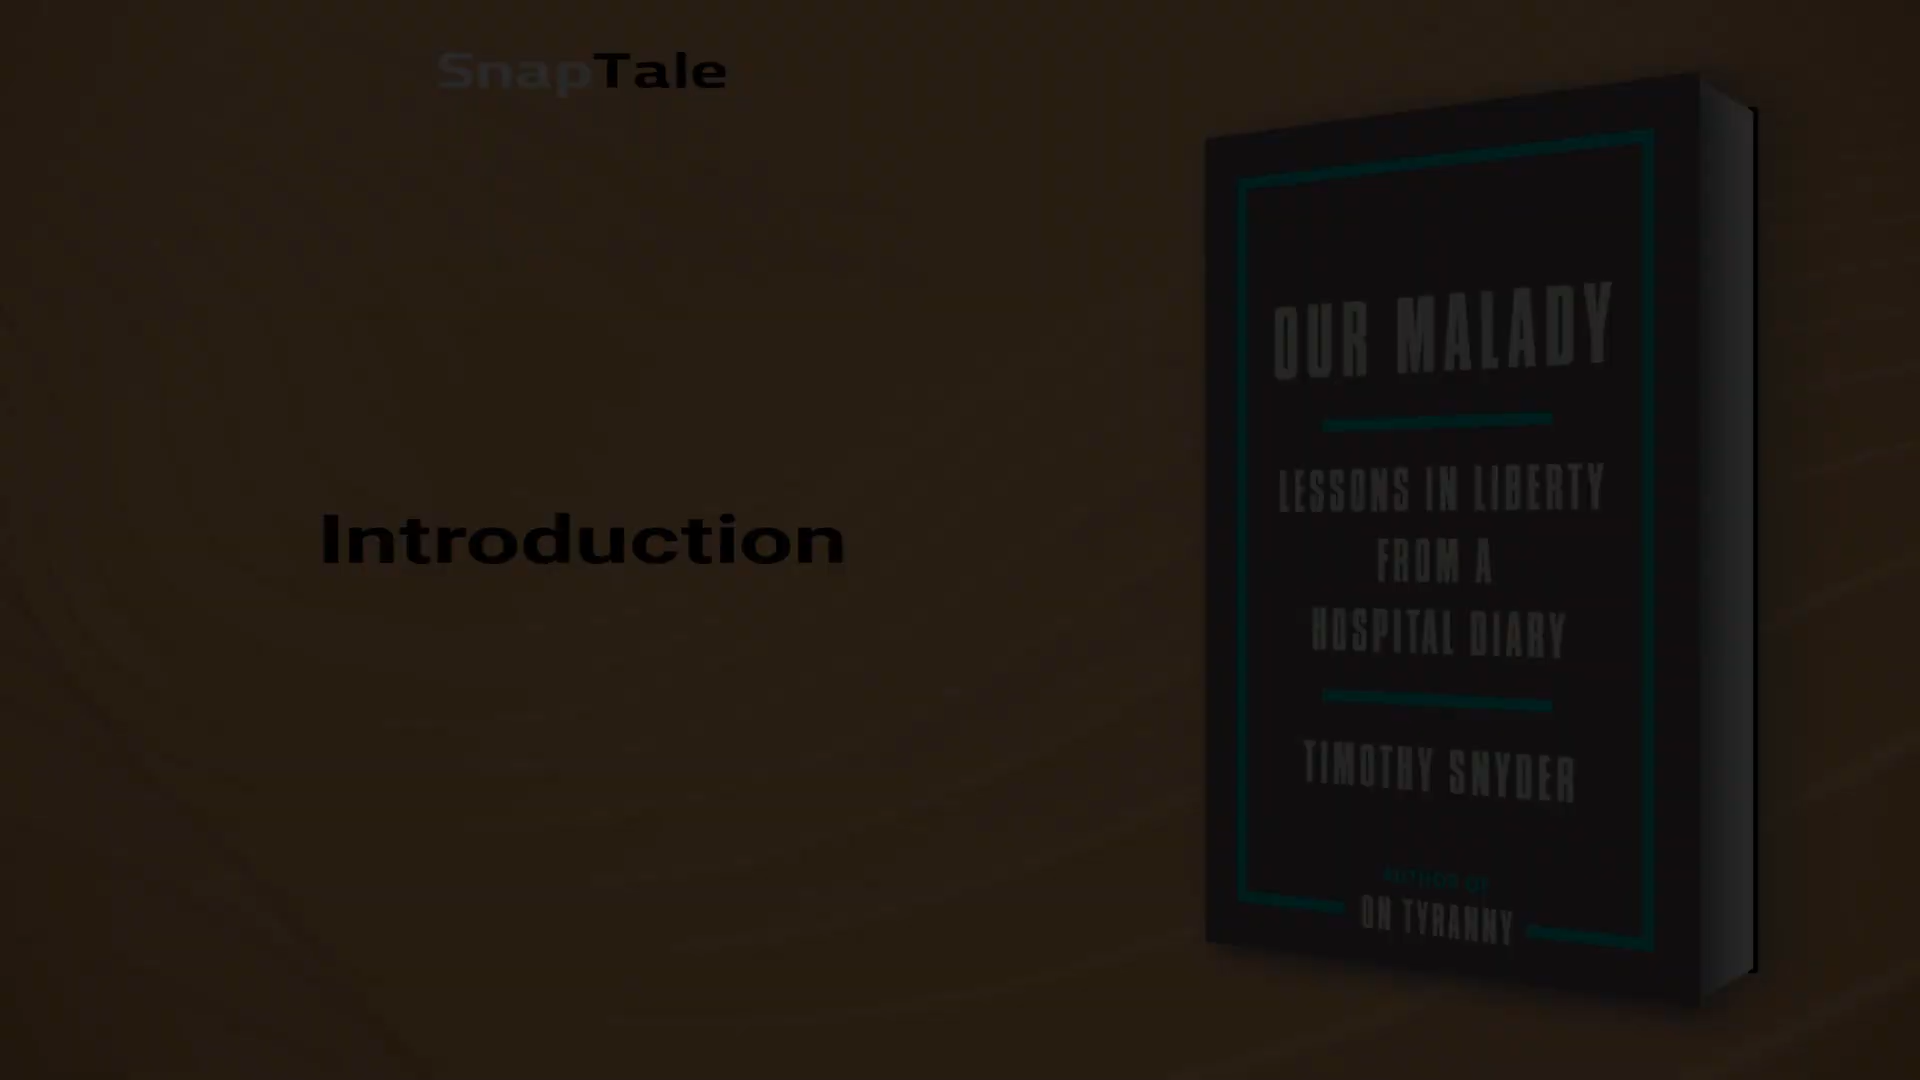 SnapTale
Introduction
OUR MALADY
LESSONS IN LIBERTY
FROM A
HOSPITAL DIARY
TIMOTHY SNYDER
AUTHOR OF
ON TYRANNY